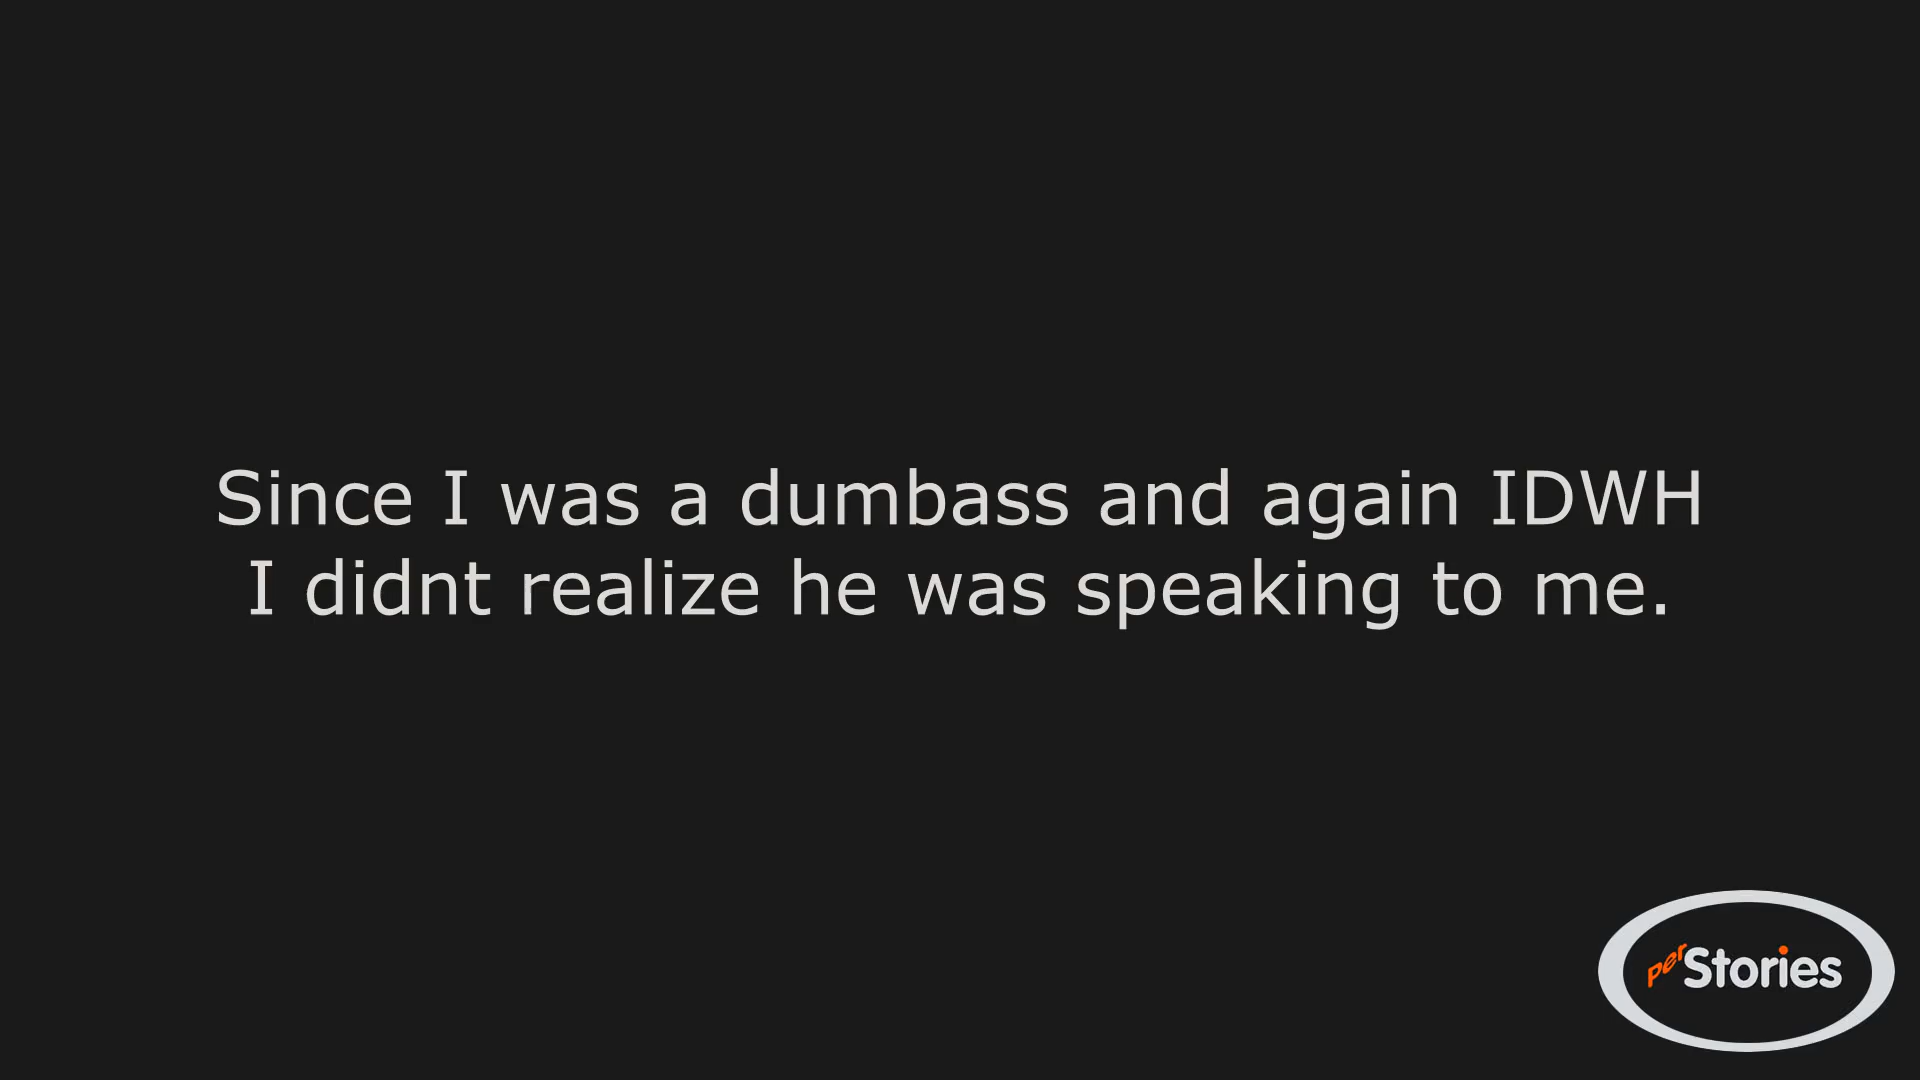 Since I was a dumbass and again IDWH
I didnt realize he was speaking to me.
perStories